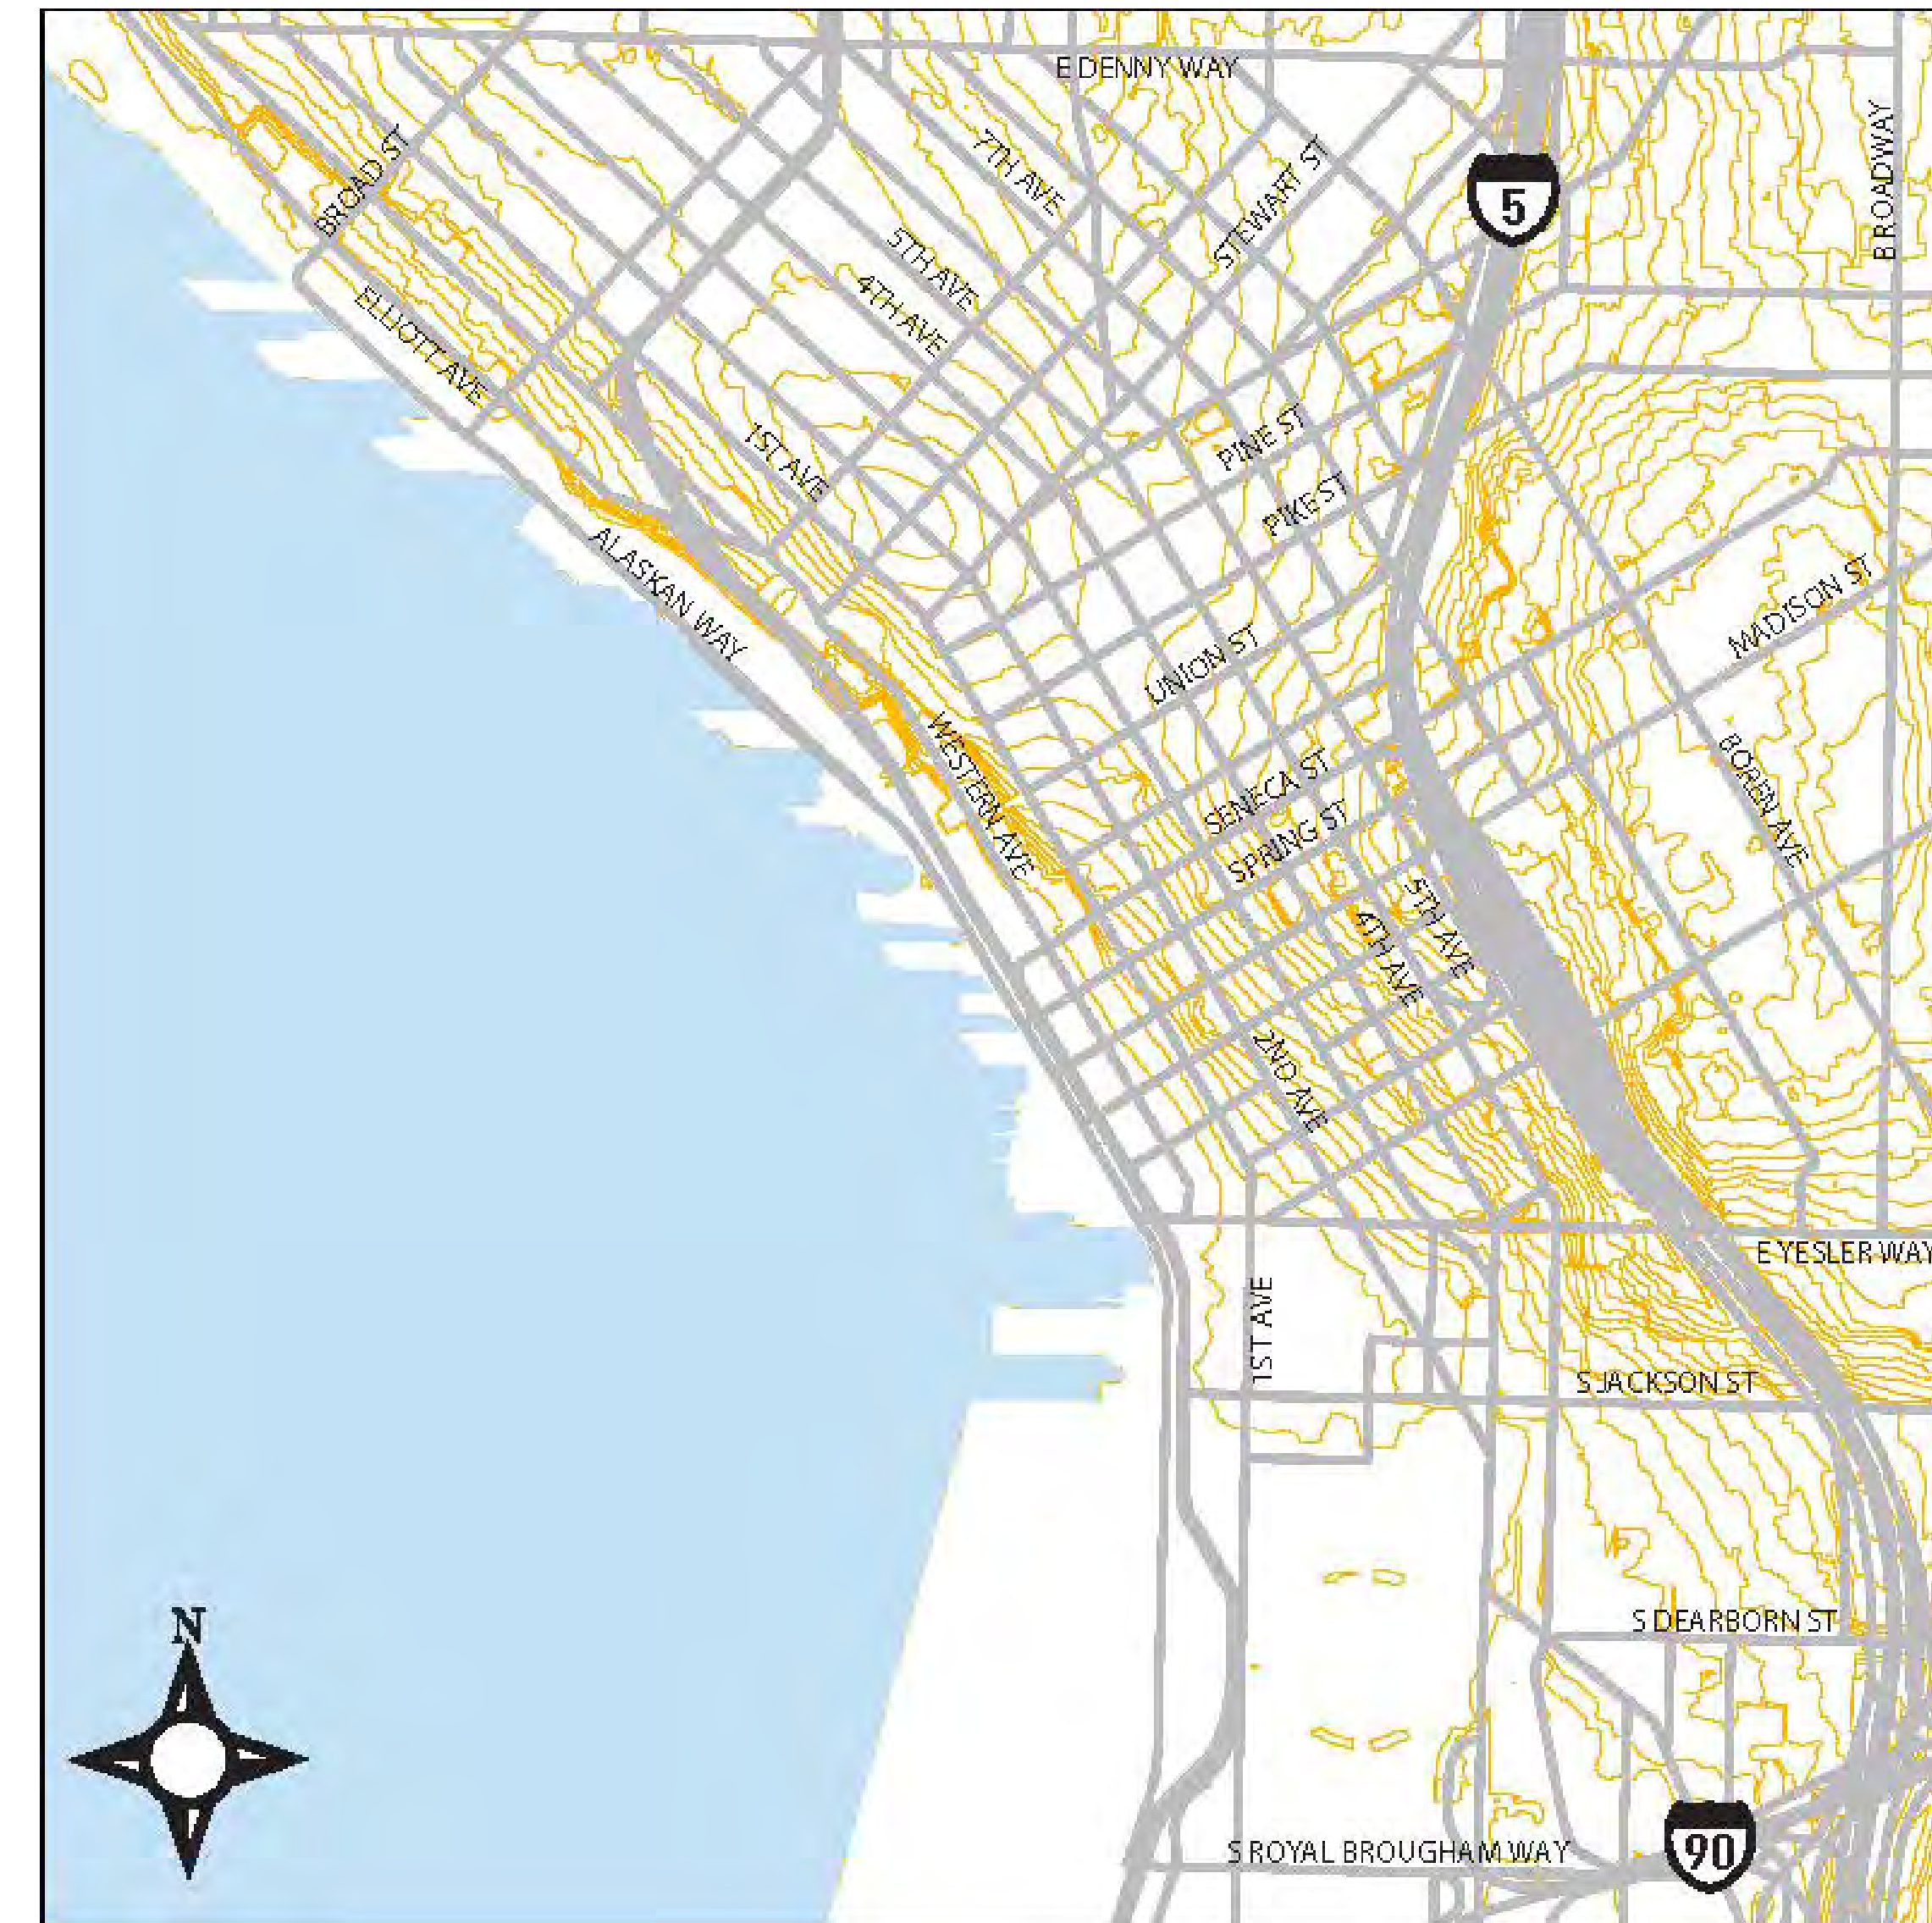 E DENNY WAY
BROADWAY
7TH AVE
BROAD ST
STEWART ST
5
5TH AVE
4TH AVE
ELLIOTT AVE
1ST AVE
PINE ST
PIKE ST
ALASKAN WAY
MADISON ST
UNION ST
WESTERN AVE
BOREN AVE
SENECA ST
SPRING ST
5TH AVE
4TH AVE
2ND AVE
E YESLER WAY
1ST AVE
S JACKSON ST
N
S DEARBORN ST
S ROYAL BROUGHAM WAY
90